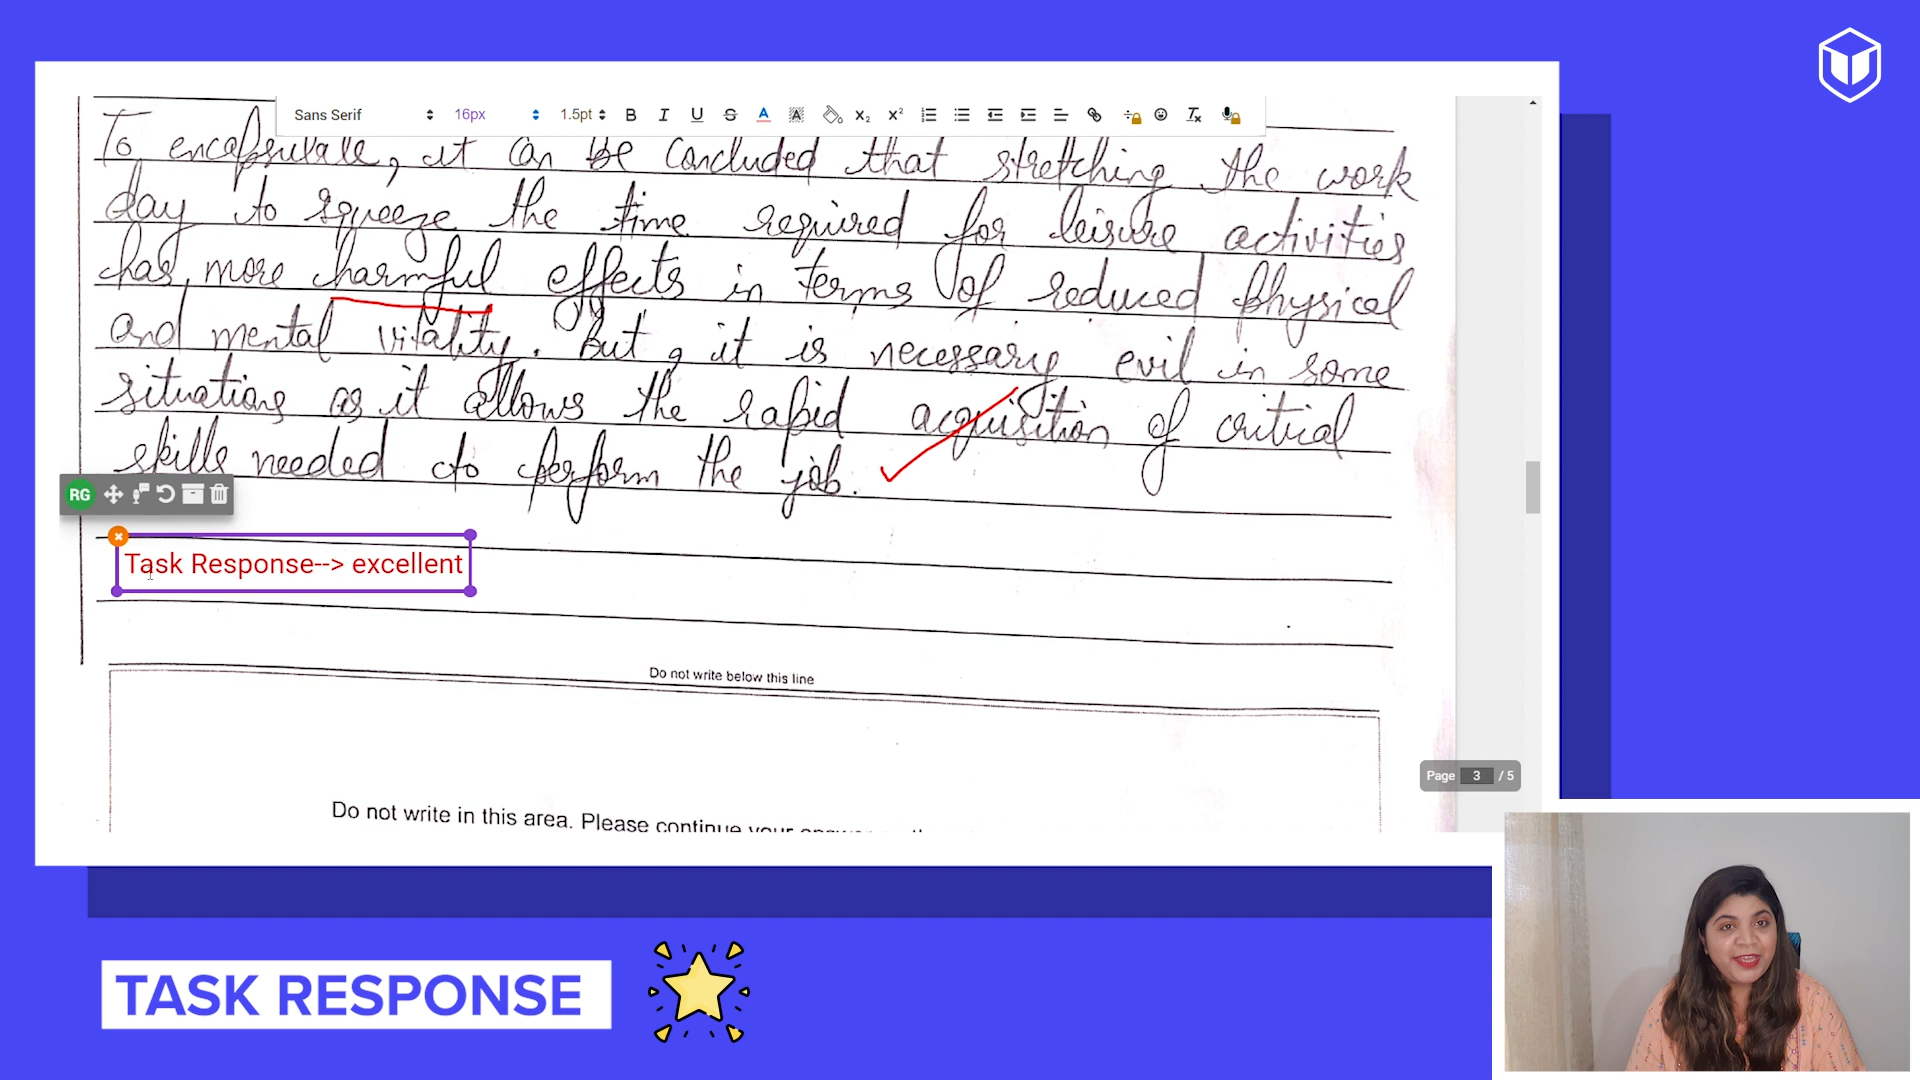 Sans Serif 16px 1.5pt B I U S A A X₂ X² Tx
To encapsulate, it can be concluded that stretching the work
day to squeeze the time required for leisure activities
has more harmful effects in terms of reduced physical
and mental vitality. But, it is necessary evil in some
situations as it allows the rapid acquisition of critical
skills needed to perform the job.
RG
Task Response--> excellent
Do not write below this line
Page 3 / 5
Do not write in this area. Please continue your
TASK RESPONSE